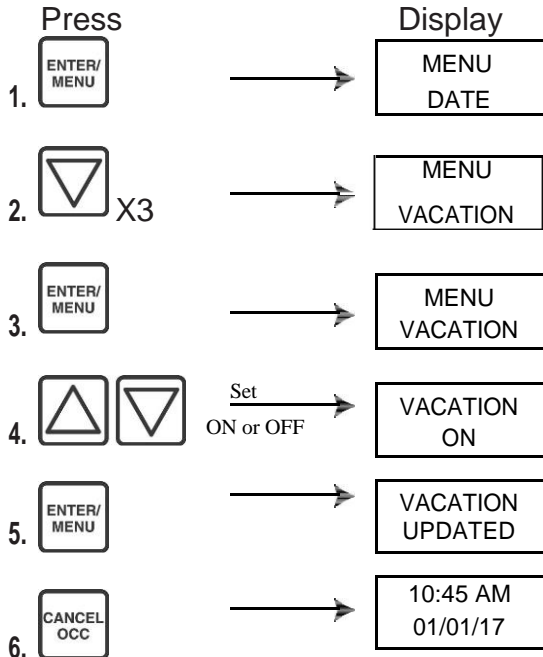 Press Display
1. ENTER/
MENU
MENU
DATE
2. X3
MENU
VACATION
3. ENTER/
MENU
MENU
VACATION
4. Set
ON or OFF
VACATION
ON
5. ENTER/
MENU
VACATION
UPDATED
6. CANCEL
OCC
10:45 AM
01/01/17